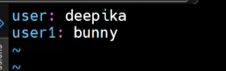 user: deepika
user1: bunny
~
~